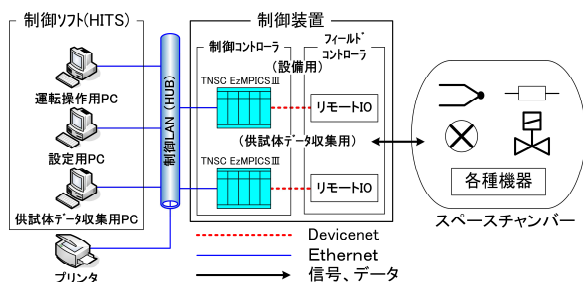 制御ソフト(HITS)
運転操作用PC
設定用PC
供試体データ収集用PC
プリンタ
制御LAN (HUB)
制御装置
制御コントローラ
フィールド
コントローラ
(設備用)
TNSC EzMPICSⅢ
リモートIO
(供試体データ収集用)
TNSC EzMPICSⅢ
リモートIO
各種機器
スペースチャンバー
Devicenet
Ethernet
信号、データ